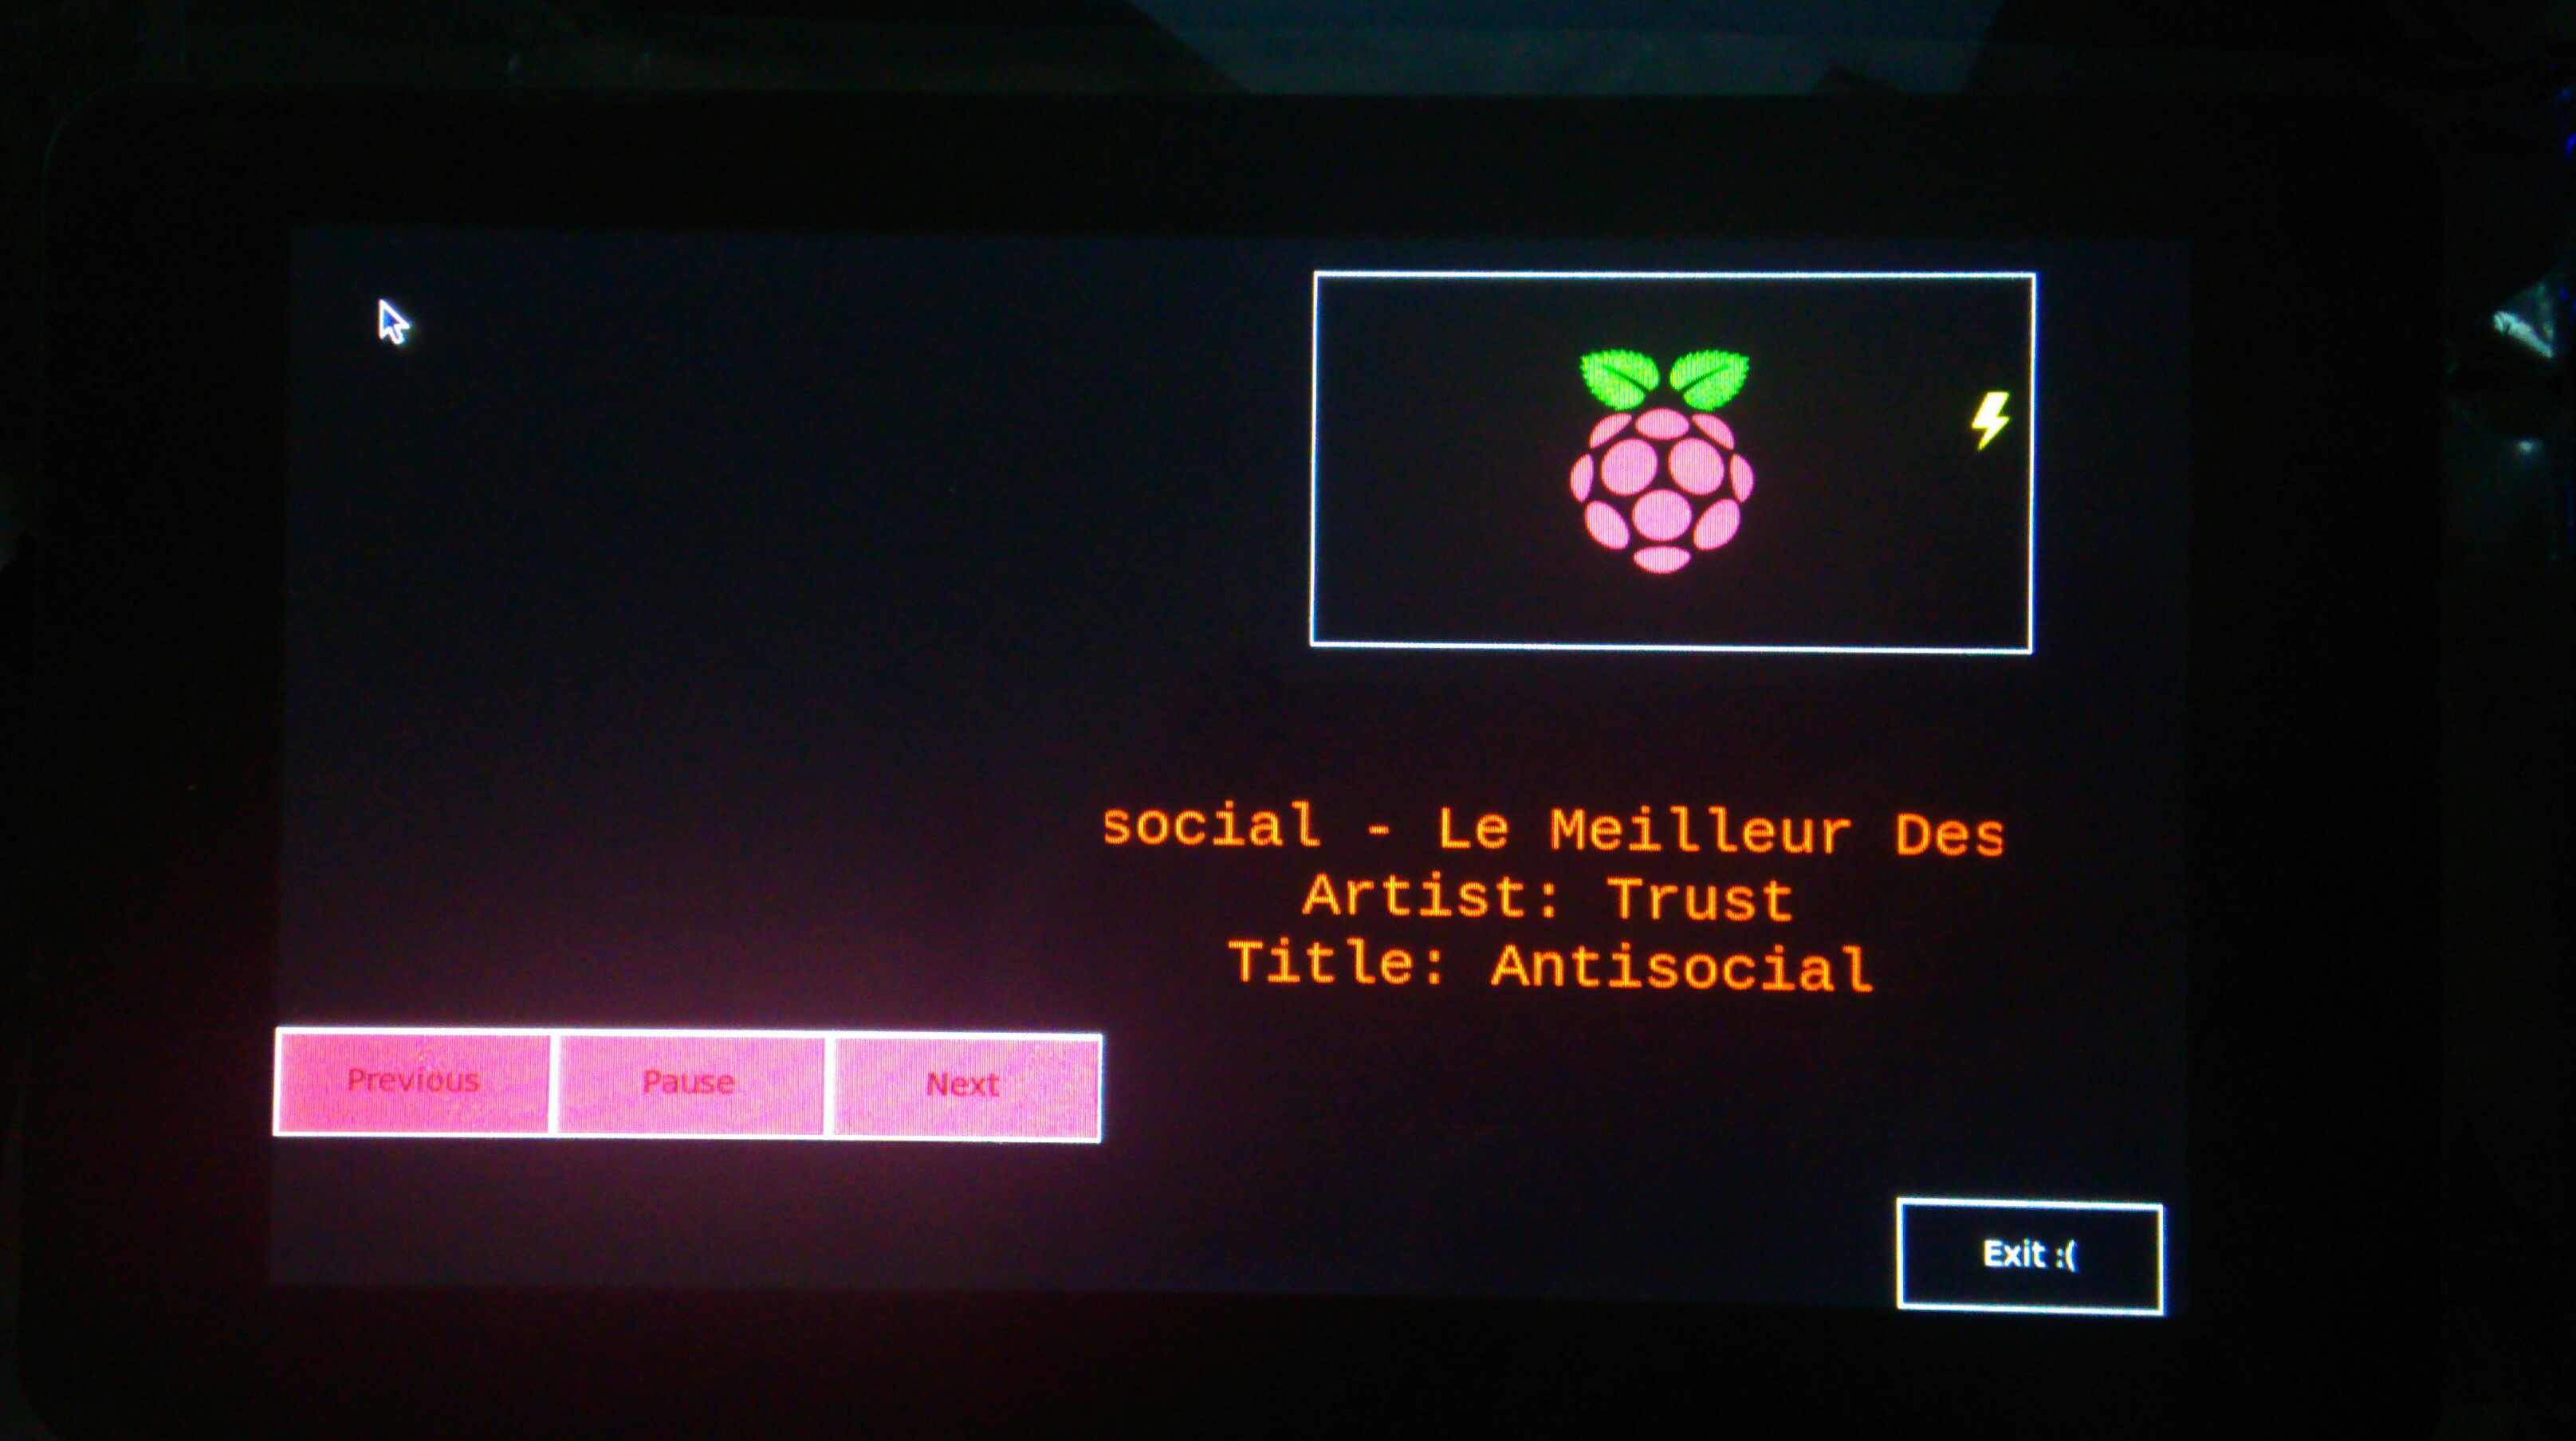 social - Le Meilleur Des
Artist: Trust
Title: Antisocial
Previous
Pause
Next
Exit :(